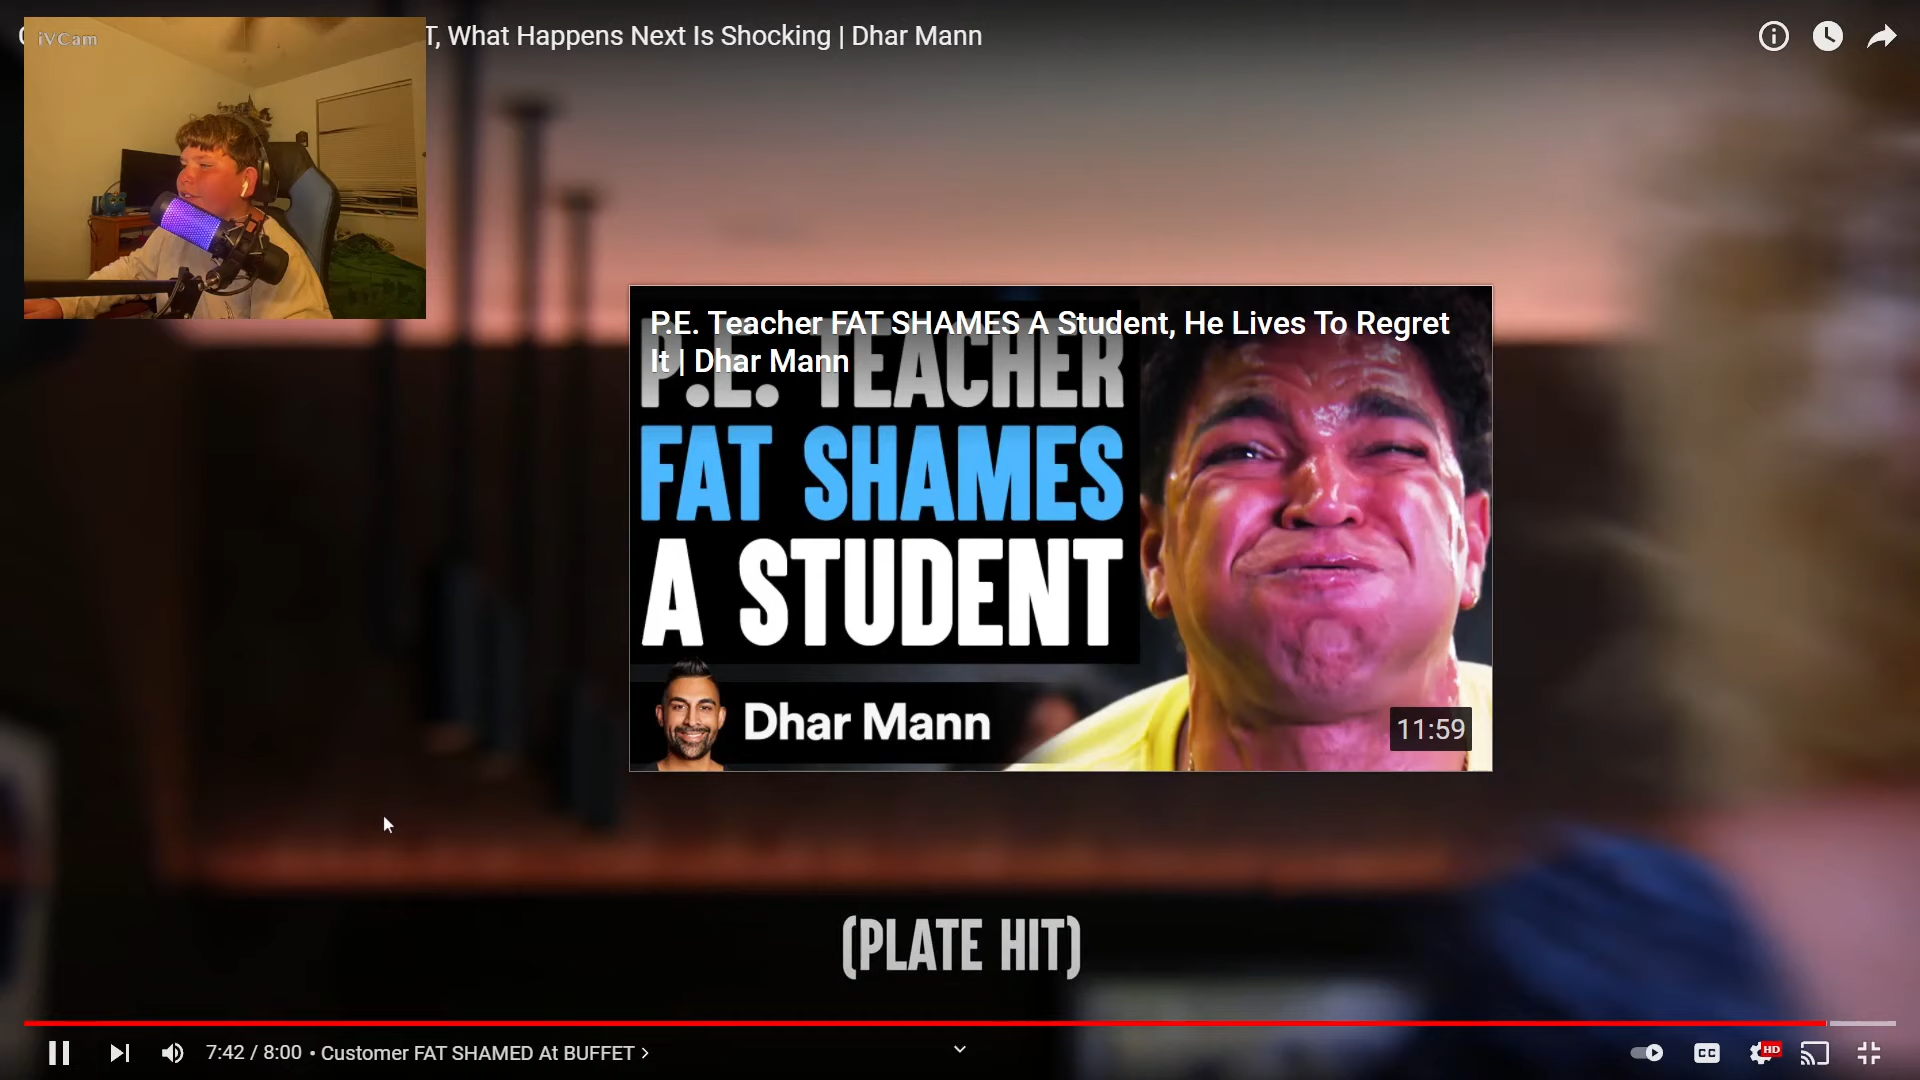 T, What Happens Next Is Shocking | Dhar Mann
iVCam
P.E. Teacher FAT SHAMES A Student, He Lives To Regret
It | Dhar Mann
P.E. TEACHER
FAT SHAMES
A STUDENT
Dhar Mann
11:59
(PLATE HIT)
7:42 / 8:00 • Customer FAT SHAMED At BUFFET >
CC
HD